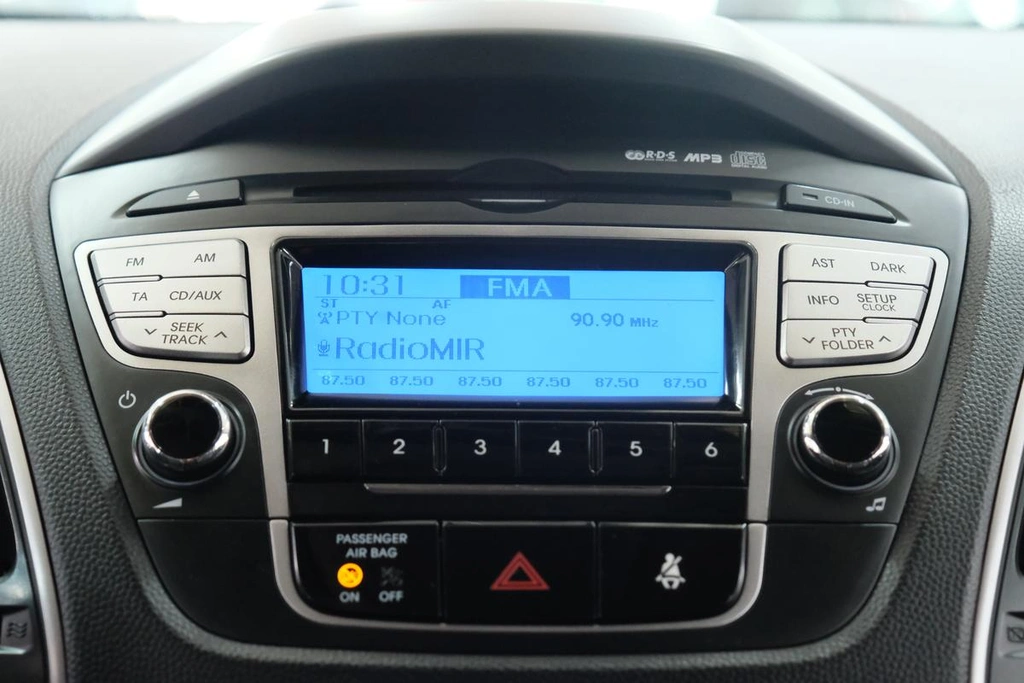 R·D·S MP3 disc
CD-IN
FM AM
TA CD/AUX
SEEK
TRACK
10:31 FMA
ST AF
PTY None 90.90 MHz
RadioMIR
87.50 87.50 87.50 87.50 87.50 87.50
AST DARK
INFO SETUP
CLOCK
PTY
FOLDER
1 2 3 4 5 6
PASSENGER
AIR BAG
ON OFF